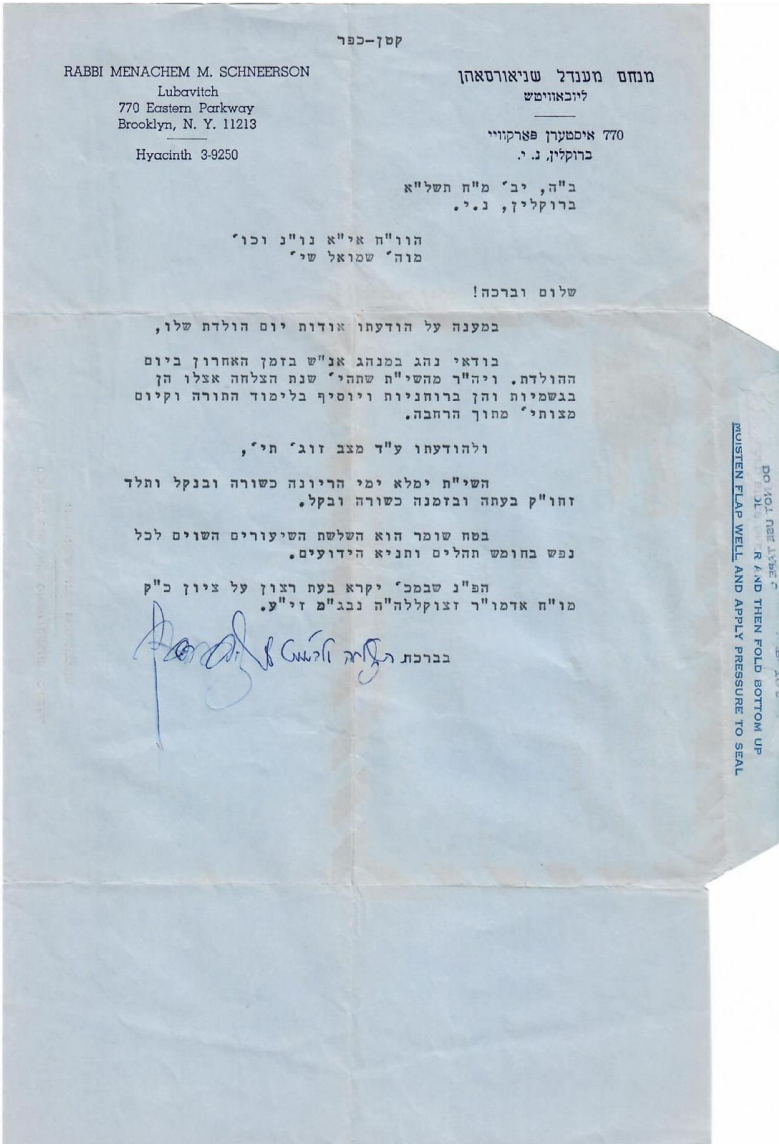 קטן-כפר
RABBI MENACHEM M. SCHNEERSON
Lubavitch
770 Eastern Parkway
Brooklyn, N. Y. 11213
Hyacinth 3-9250
מנחם מענדל שניאורסאהן
ליובאוויטש
770 איסטערן פארקוויי
ברוקלין, נ. י.
ב"ה, יב' מ"ח תשל"א
ברוקלין, נ.י.
הוו"ח אי"א נו"נ וכו'
מוה' שמואל שי'
שלום וברכה!
במענה על הודעתו אודות יום הולדת שלו,
בודאי נהג במנהג אנ"ש בזמן האחרון ביום
ההולדת. ויה"ר מהשי"ת שתהי' שנת הצלחה אצלו הן
בגשמיות והן ברוחניות ויוסיף בלימוד התורה וקיום
מצותי' מתוך הרחבה.
ולהודעתו ע"ד מצב זוג' תי',
השי"ת ימלא ימי הריונה כשורה ובנקל ותלד
זחו"ק בעתה ובזמנה כשורה ובקל.
בטח שומר הוא השלשת השיעורים השוים לכל
נפש בחומש תהלים ותניא הידועים.
הפ"נ שבמכ' יקרא בעת רצון על ציון כ"ק
מו"ח אדמו"ר זצוקללה"ה נבג"מ זי"ע.
בברכת
MOISTEN FLAP WELL AND APPLY PRESSURE TO SEAL
R AND THEN FOLD BOTTOM UP
DO NOT USE TAPE